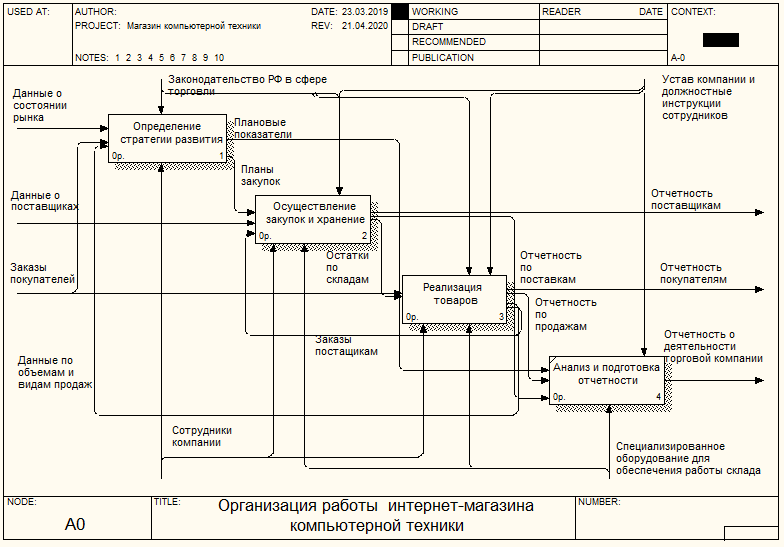 USED AT:
AUTHOR:
DATE: 23.03.2019
PROJECT: Магазин компьютерной техники
REV: 21.04.2020
NOTES: 1 2 3 4 5 6 7 8 9 10
WORKING
DRAFT
RECOMMENDED
PUBLICATION
READER
DATE
CONTEXT:
A-0
Законодательство РФ в сфере
торговли
Устав компании и
должностные
инструкции
сотрудников
Данные о
состоянии
рынка
Определение
стратегии развития
0р.
1
Плановые
показатели
Планы
закупок
Данные о
поставщиках
Осуществление
закупок и хранение
0р.
2
Отчетность
поставщикам
Заказы
покупателей
Остатки
по
складам
Реализация
товаров
0р.
3
Отчетность
по
поставкам
Отчетность
покупателям
Отчетность
по
продажам
Заказы
постащикам
Данные по
объемам и
видам продаж
Отчетность о
деятельности
торговой компании
Анализ и подготовка
отчетности
0р.
4
Сотрудники
компании
Специализированное
оборудование для
обеспечения работы склада
NODE:
A0
TITLE:
Организация работы интернет-магазина
компьютерной техники
NUMBER: